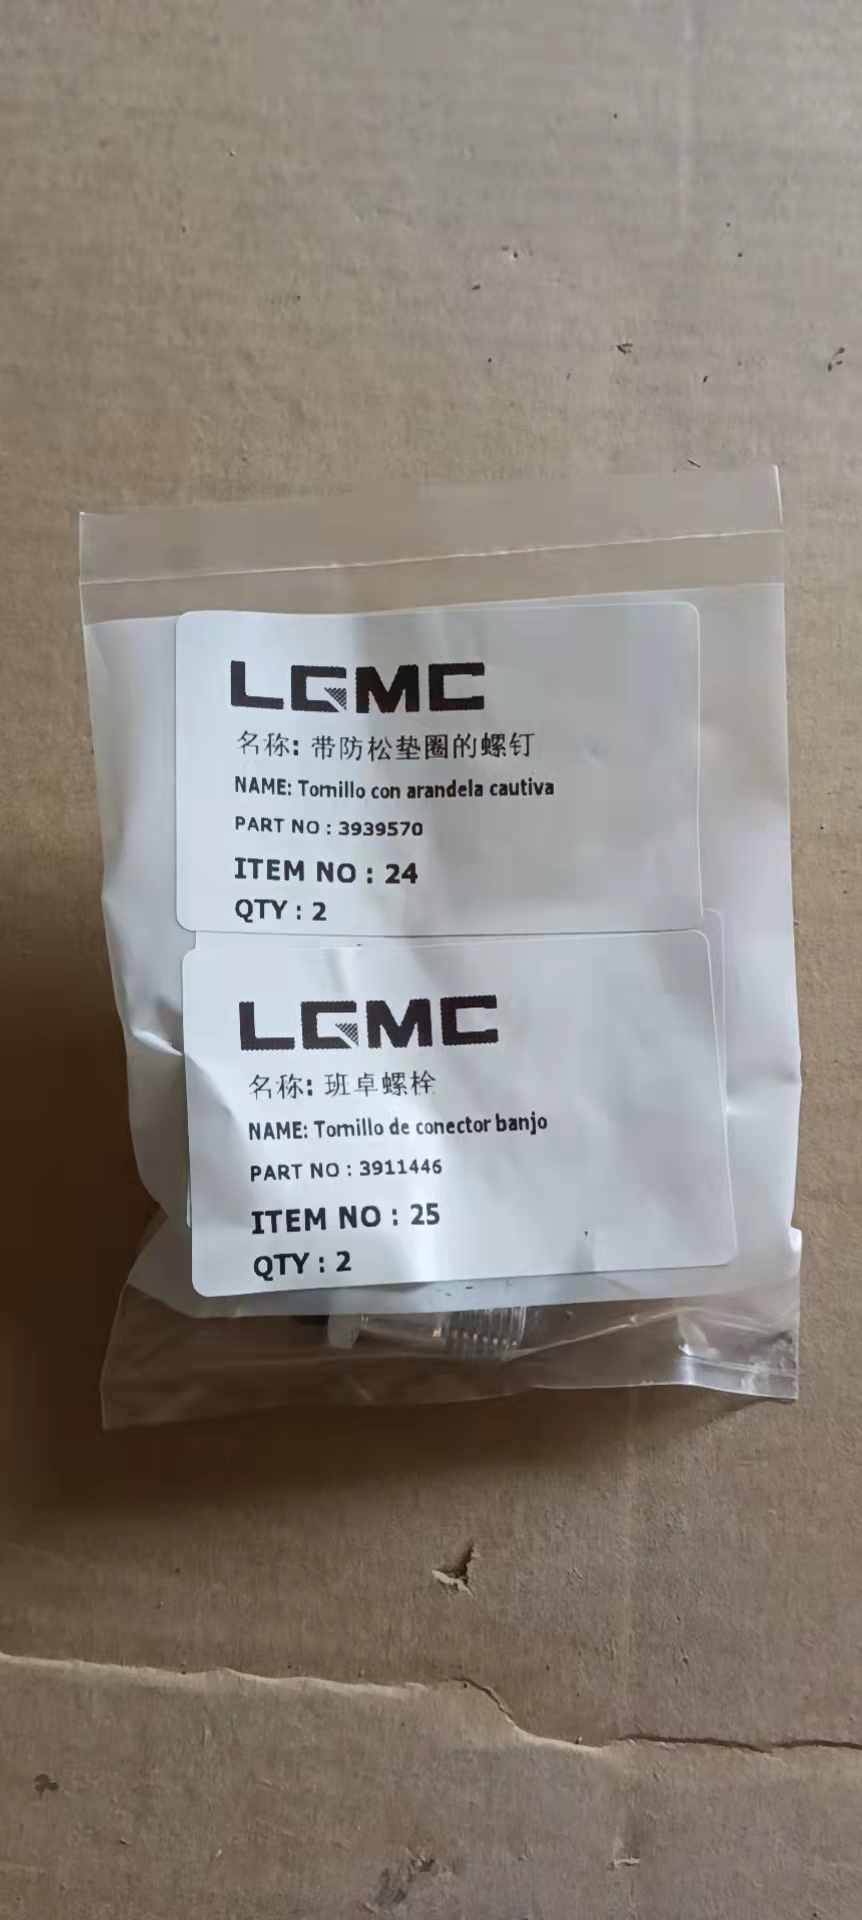 LGMC
名称: 带防松垫圈的螺钉
NAME: Tornillo con arandela cautiva
PART NO : 3939570
ITEM NO : 24
QTY : 2
LGMC
名称: 班卓螺栓
NAME: Tornillo de conector banjo
PART NO : 3911446
ITEM NO : 25
QTY : 2